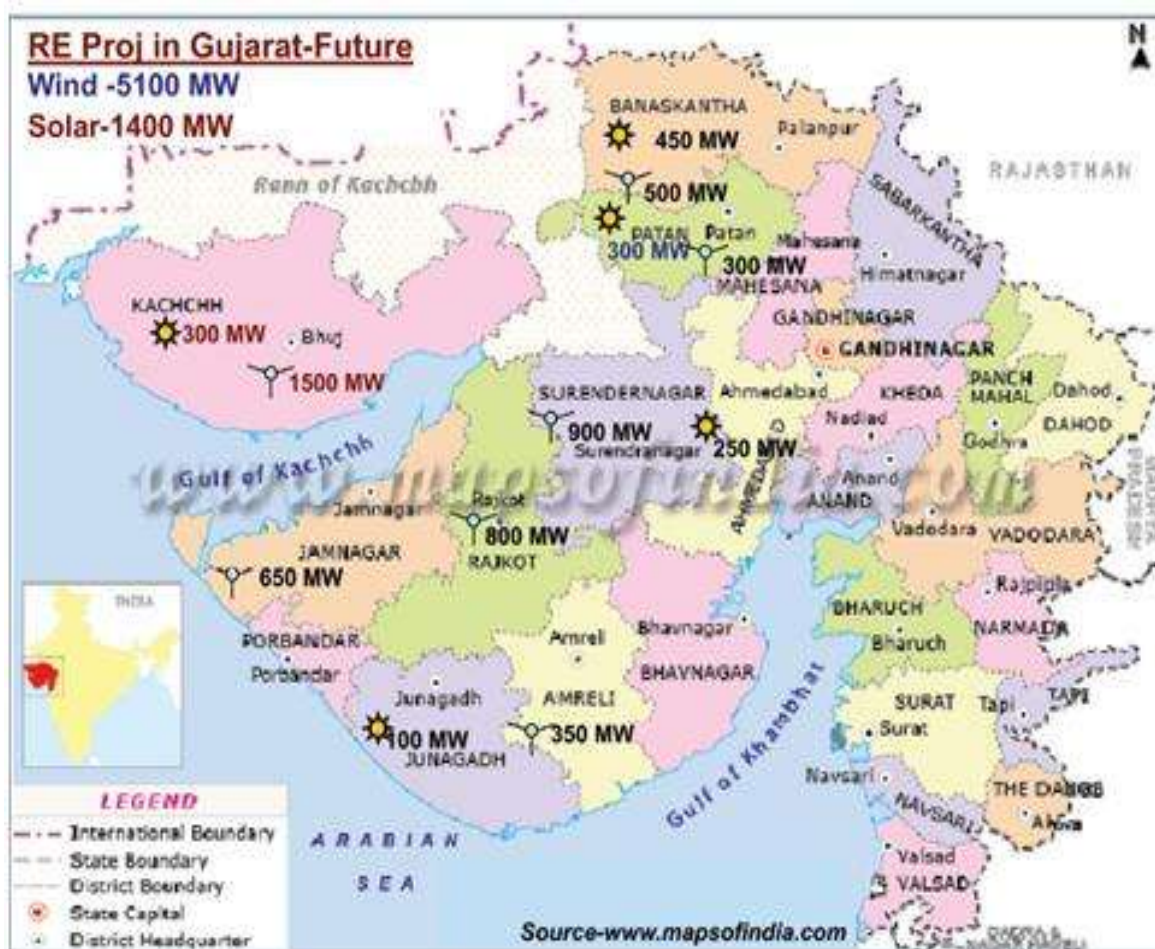 RE Proj in Gujarat-Future
Wind -5100 MW
Solar-1400 MW
N
BANASKANTHA
Palanpur
450 MW
RAJASTHAN
Rann of Kachchh
500 MW
SABARKANTHA
PATAN
Patan
Mahesana
300 MW
300 MW
Himatnagar
MAHESANA
KACHCHH
300 MW
Bhuj
GANDHINAGAR
GANDHINAGAR
1500 MW
SURENDERNAGAR
Ahmedabad
KHEDA
PANCH
MAHAL
Dahod
DAHOD
900 MW
Nadiad
Godhra
Surendranagar
250 MW
Gulf of Kachchh
Anand
ANAND
www.mapsofindia.com
Jamnagar
Rajkot
Vadodara
VADODARA
800 MW
JAMNAGAR
RAJKOT
650 MW
Rajpipla
INDIA
BHARUCH
Bharuch
NARMADA
PORBANDAR
Porbandar
Amreli
Bhavnagar
BHAVNAGAR
Junagadh
AMRELI
SURAT
Surat
Tapi
TAPI
100 MW
JUNAGADH
350 MW
Gulf of Khambhat
Navsari
NAVSARI
LEGEND
International Boundary
State Boundary
District Boundary
State Capital
District Headquarter
ARABIAN
SEA
Valsad
VALSAD
Source-www.mapsofindia.com